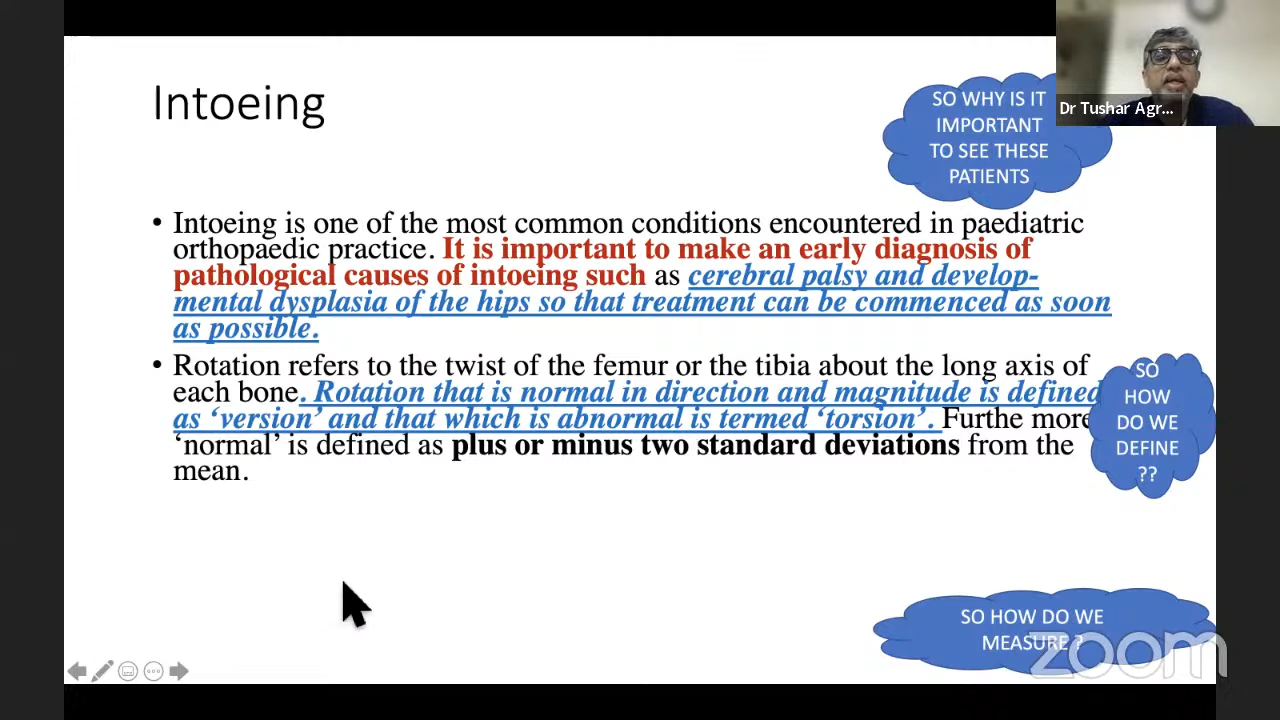 Intoeing
SO WHY IS IT
IMPORTANT
TO SEE THESE
PATIENTS
Dr Tushar Agr...
• Intoeing is one of the most common conditions encountered in paediatric
orthopaedic practice. It is important to make an early diagnosis of
pathological causes of intoeing such as cerebral palsy and develop-
mental dysplasia of the hips so that treatment can be commenced as soon
as possible.
• Rotation refers to the twist of the femur or the tibia about the long axis of
each bone. Rotation that is normal in direction and magnitude is defined
as ‘version’ and that which is abnormal is termed ‘torsion’. Furthe more
‘normal’ is defined as plus or minus two standard deviations from the
mean.
SO
HOW
DO WE
DEFINE
??
SO HOW DO WE
MEASURE ?
zoom